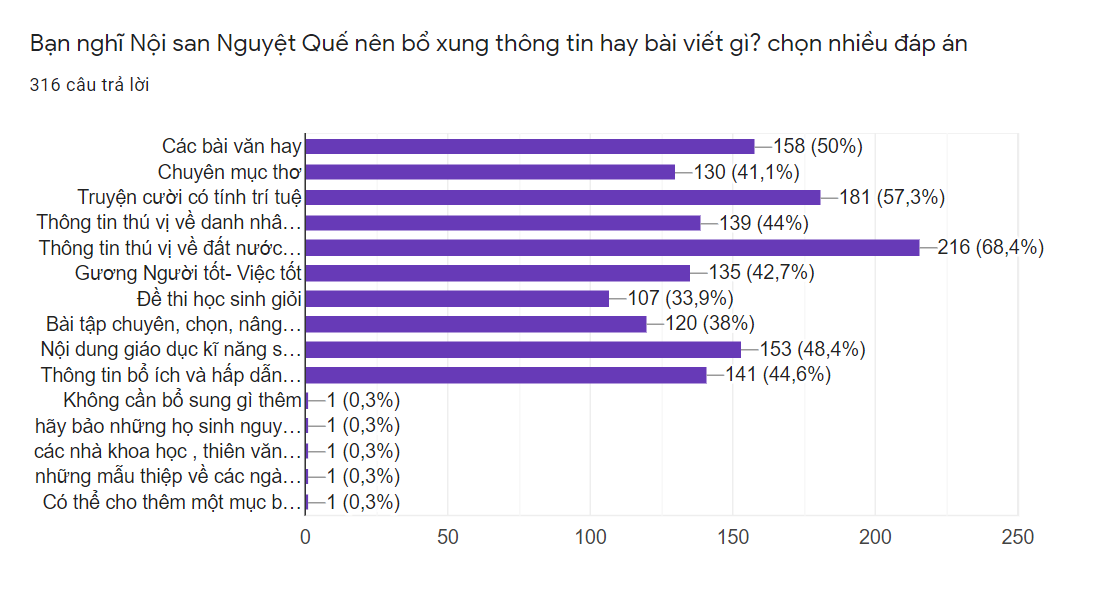 Bạn nghĩ Nội san Nguyệt Quế nên bổ xung thông tin hay bài viết gì? chọn nhiều đáp án
316 câu trả lời
Các bài văn hay 158 (50%)
Chuyên mục thơ 130 (41,1%)
Truyện cười có tính trí tuệ 181 (57,3%)
Thông tin thú vị về danh nhâ… 139 (44%)
Thông tin thú vị về đất nước… 216 (68,4%)
Gương Người tốt- Việc tốt 135 (42,7%)
Đề thi học sinh giỏi 107 (33,9%)
Bài tập chuyên, chọn, nâng… 120 (38%)
Nội dung giáo dục kĩ năng s… 153 (48,4%)
Thông tin bổ ích và hấp dẫn… 141 (44,6%)
Không cần bổ sung gì thêm 1 (0,3%)
hãy bảo những họ sinh nguy… 1 (0,3%)
các nhà khoa học , thiên văn… 1 (0,3%)
những mẫu thiệp về các ngà… 1 (0,3%)
Có thể cho thêm một mục b… 1 (0,3%)
0 50 100 150 200 250